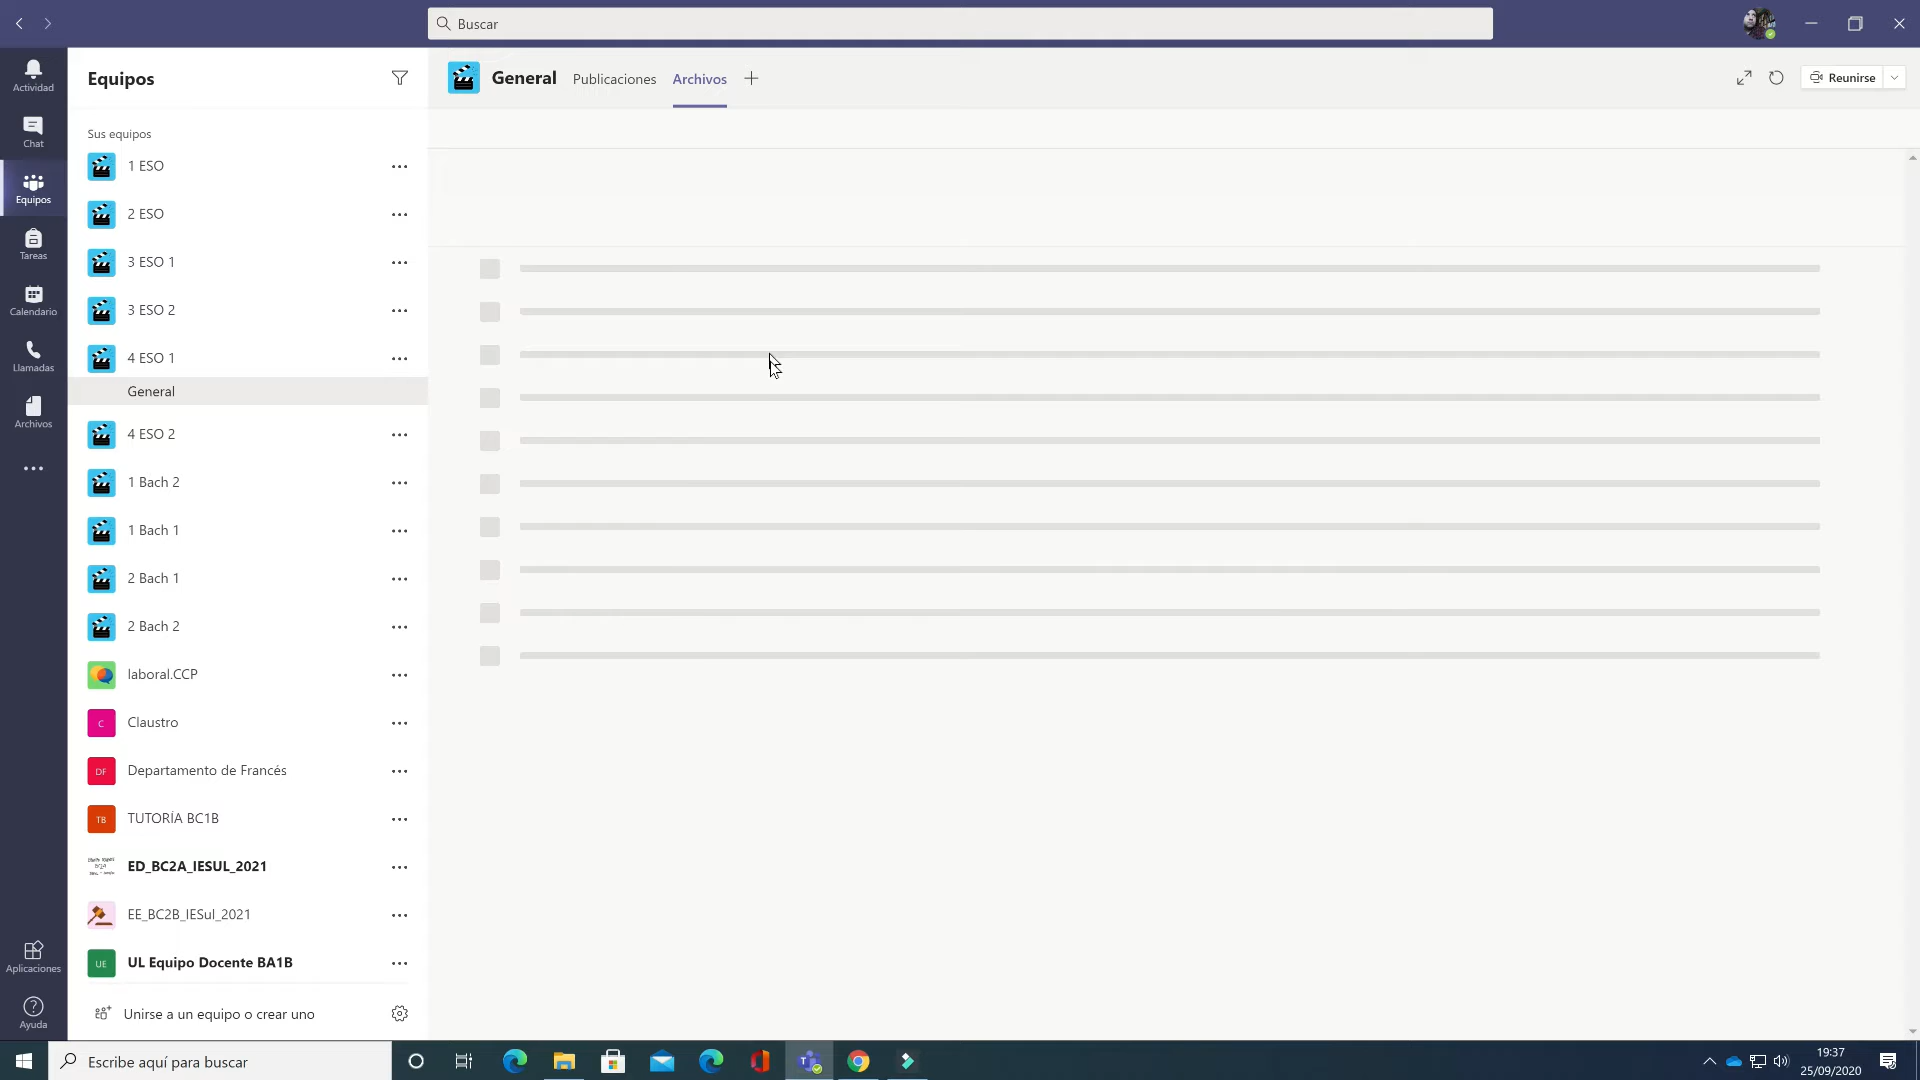 Buscar
Actividad
Chat
Equipos
Tareas
Calendario
Llamadas
Archivos
Aplicaciones
Ayuda
Equipos
Sus equipos
1 ESO
2 ESO
3 ESO 1
3 ESO 2
4 ESO 1
General
4 ESO 2
1 Bach 2
1 Bach 1
2 Bach 1
2 Bach 2
laboral.CCP
C Claustro
DF Departamento de Francés
TB TUTORÍA BC1B
ED_BC2A_IESUL_2021
EE_BC2B_IESul_2021
UE UL Equipo Docente BA1B
Unirse a un equipo o crear uno
General Publicaciones Archivos
Reunirse
Escribe aquí para buscar
19:37
25/09/2020